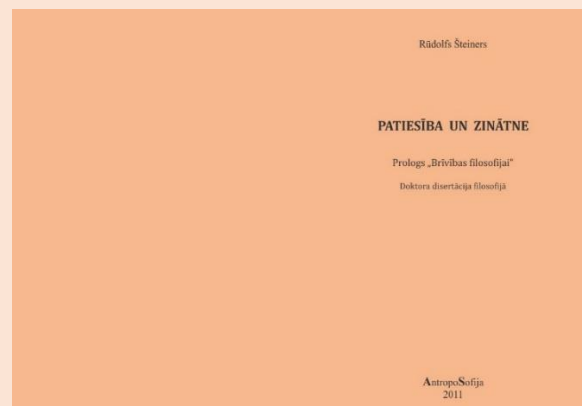 Rūdolfs Šteiners
PATIESĪBA UN ZINĀTNE
Prologs „Brīvības filosofijai"
Doktora disertācija filosofijā
AntropoSofija
2011